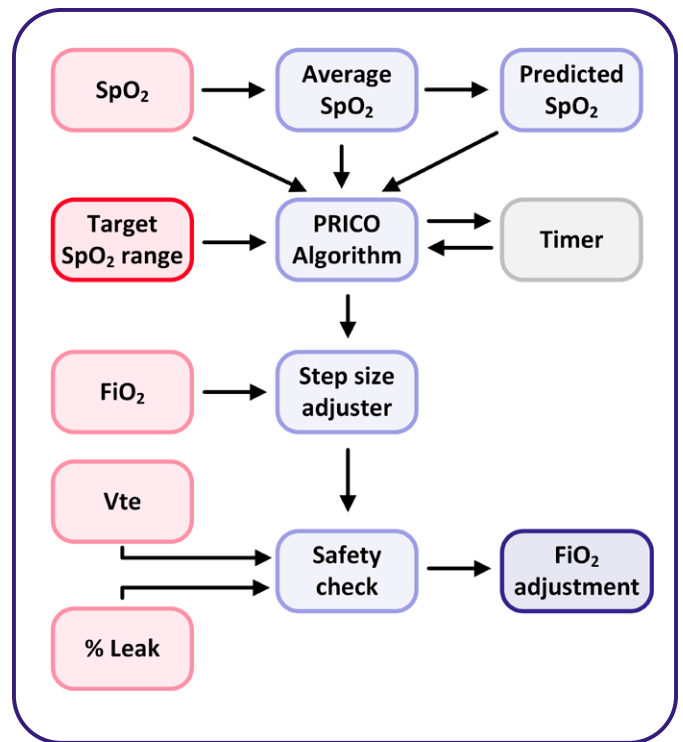 SpO₂
Average
SpO₂
Predicted
SpO₂
Target
SpO₂ range
PRICO
Algorithm
Timer
FiO₂
Step size
adjuster
Vte
Safety
check
FiO₂
adjustment
% Leak